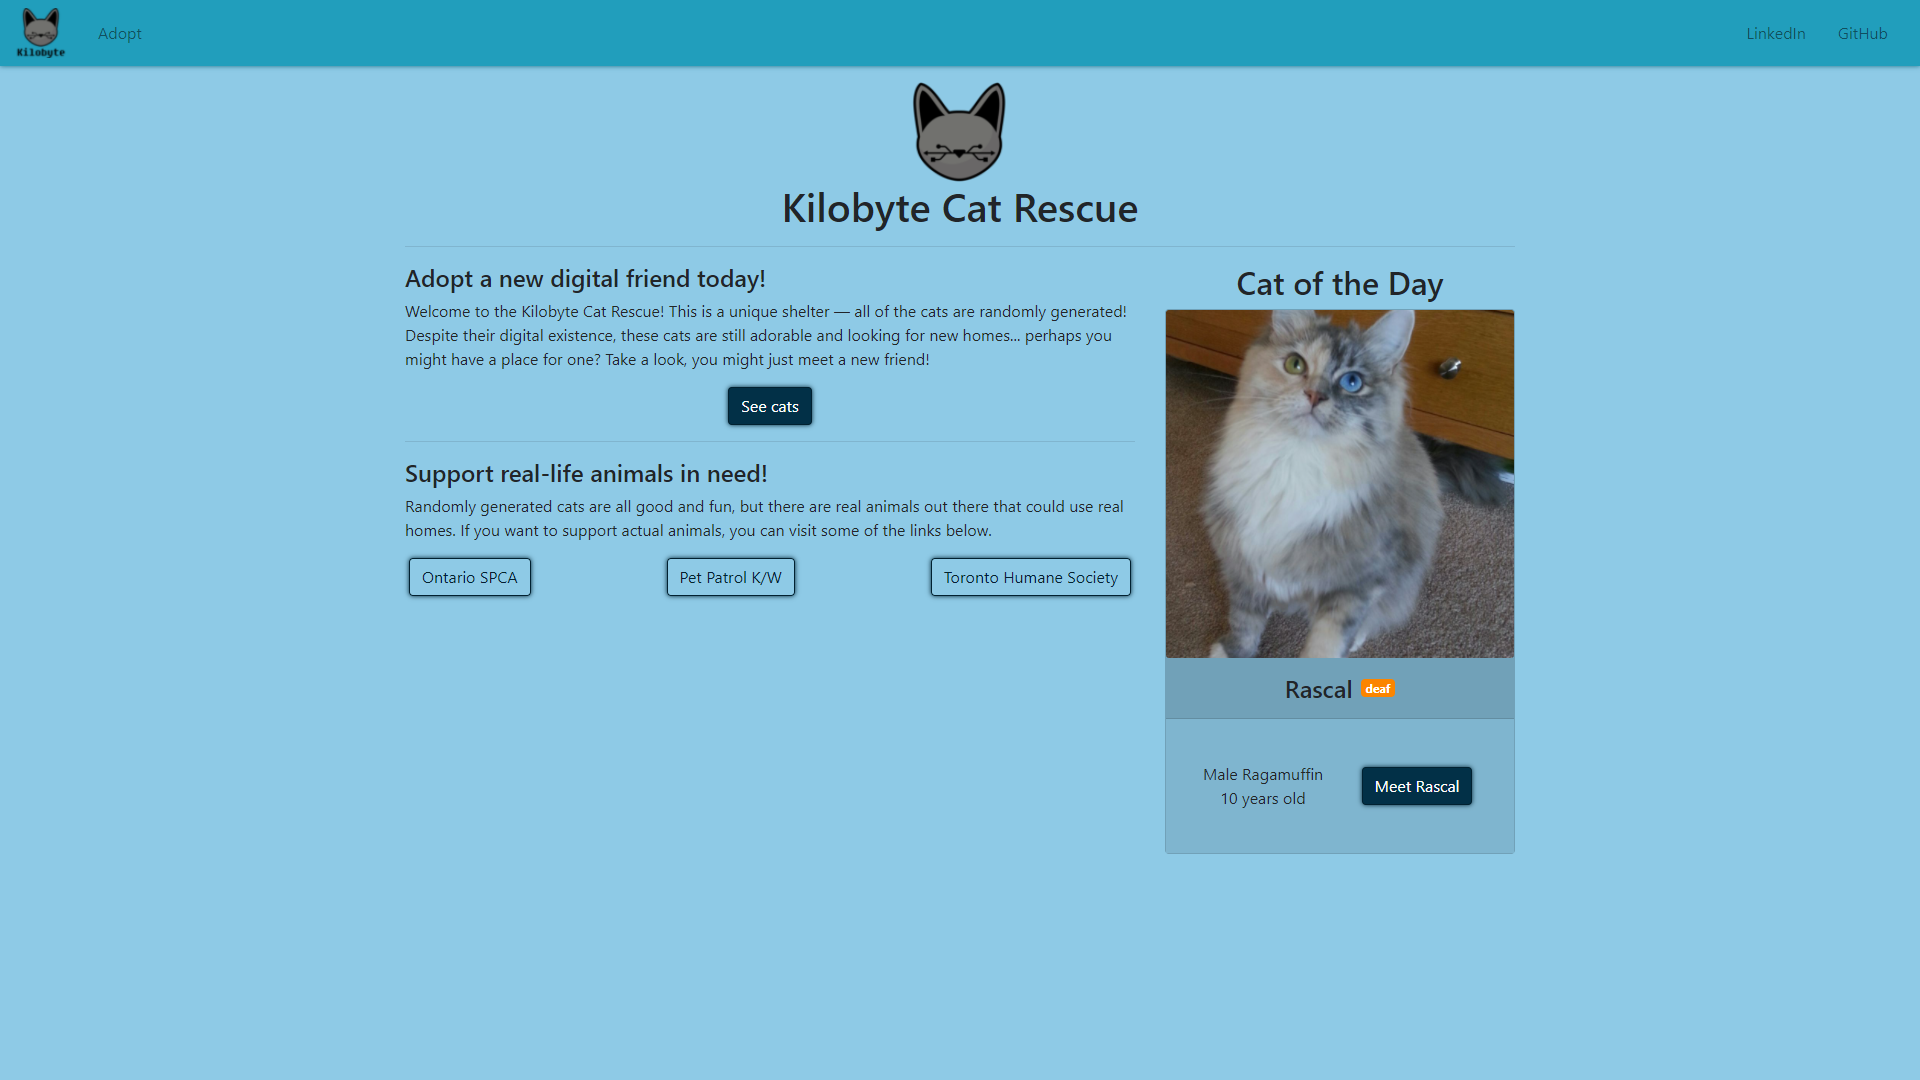 Kilobyte
Adopt
LinkedIn
GitHub
Kilobyte Cat Rescue
Adopt a new digital friend today!
Welcome to the Kilobyte Cat Rescue! This is a unique shelter — all of the cats are randomly generated!
Despite their digital existence, these cats are still adorable and looking for new homes... perhaps you
might have a place for one? Take a look, you might just meet a new friend!
See cats
Support real-life animals in need!
Randomly generated cats are all good and fun, but there are real animals out there that could use real
homes. If you want to support actual animals, you can visit some of the links below.
Ontario SPCA
Pet Patrol K/W
Toronto Humane Society
Cat of the Day
Rascal deaf
Male Ragamuffin
10 years old
Meet Rascal